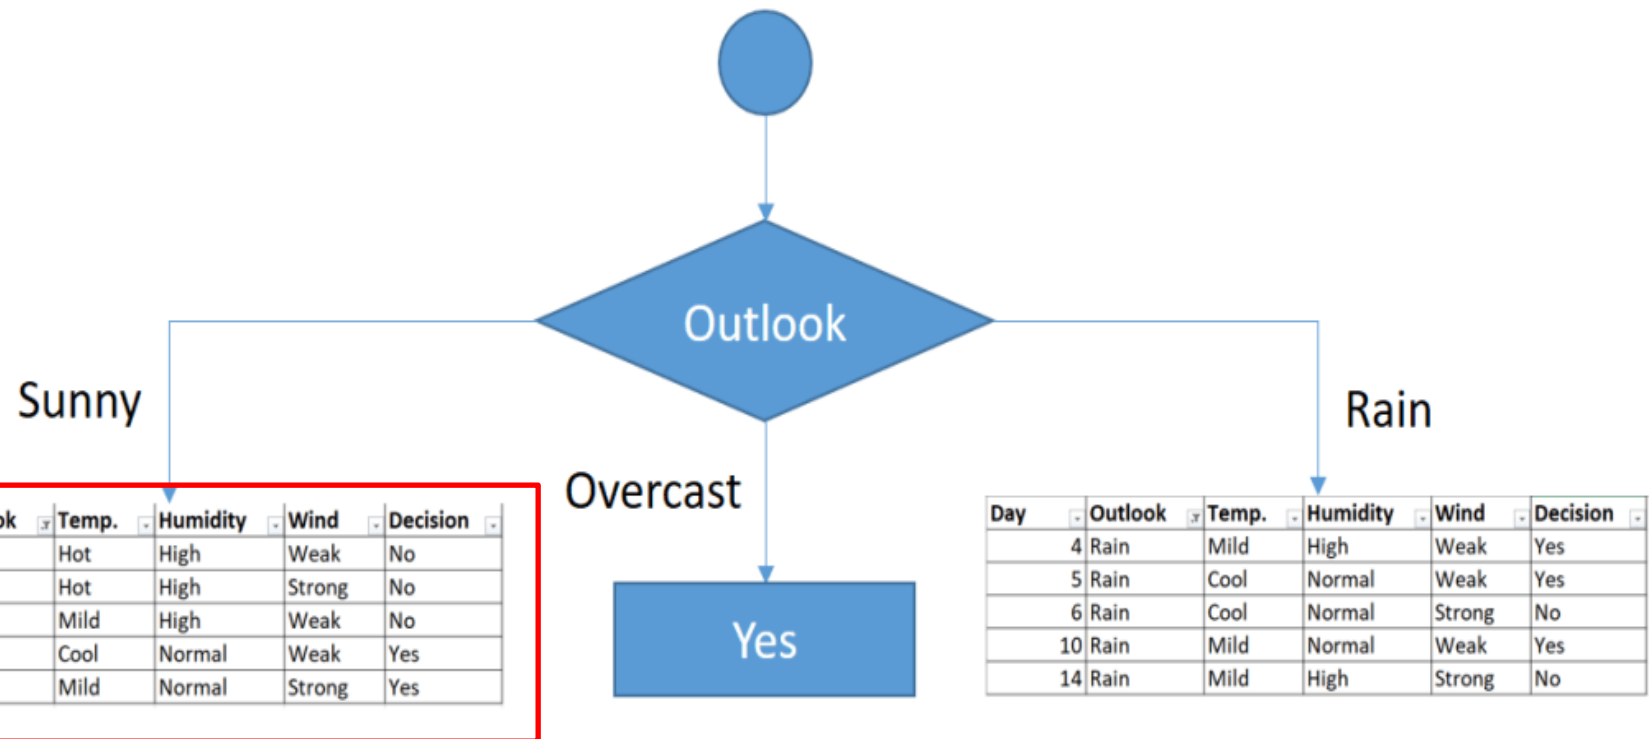 Outlook
Sunny
Rain
Overcast
ok Temp. Humidity Wind Decision
Hot High Weak No
Hot High Strong No
Mild High Weak No
Cool Normal Weak Yes
Mild Normal Strong Yes
Yes
Day Outlook Temp. Humidity Wind Decision
4 Rain Mild High Weak Yes
5 Rain Cool Normal Weak Yes
6 Rain Cool Normal Strong No
10 Rain Mild Normal Weak Yes
14 Rain Mild High Strong No